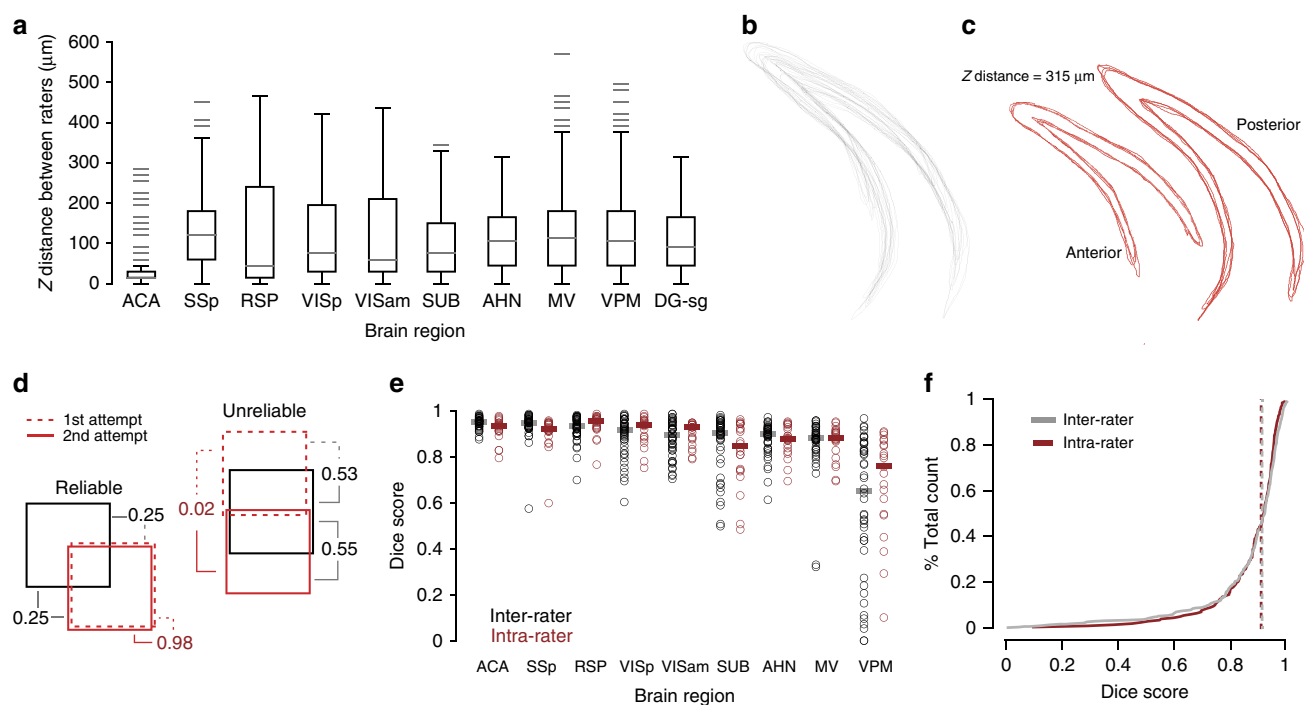 a
Z distance between raters (μm)
600
500
400
300
200
100
0
ACA SSp RSP VISp VISam SUB AHN MV VPM DG-sg
Brain region
b
c
Z distance = 315 μm
Posterior
Anterior
d
1st attempt
2nd attempt
Reliable
0.25
0.25
0.98
Unreliable
0.53
0.02
0.55
e
Dice score
1
0.8
0.6
0.4
0.2
0
Inter-rater
Intra-rater
ACA SSp RSP VISp VISam SUB AHN MV VPM
Brain region
f
% Total count
1
0.8
0.6
0.4
0.2
0
Inter-rater
Intra-rater
0 0.2 0.4 0.6 0.8 1
Dice score